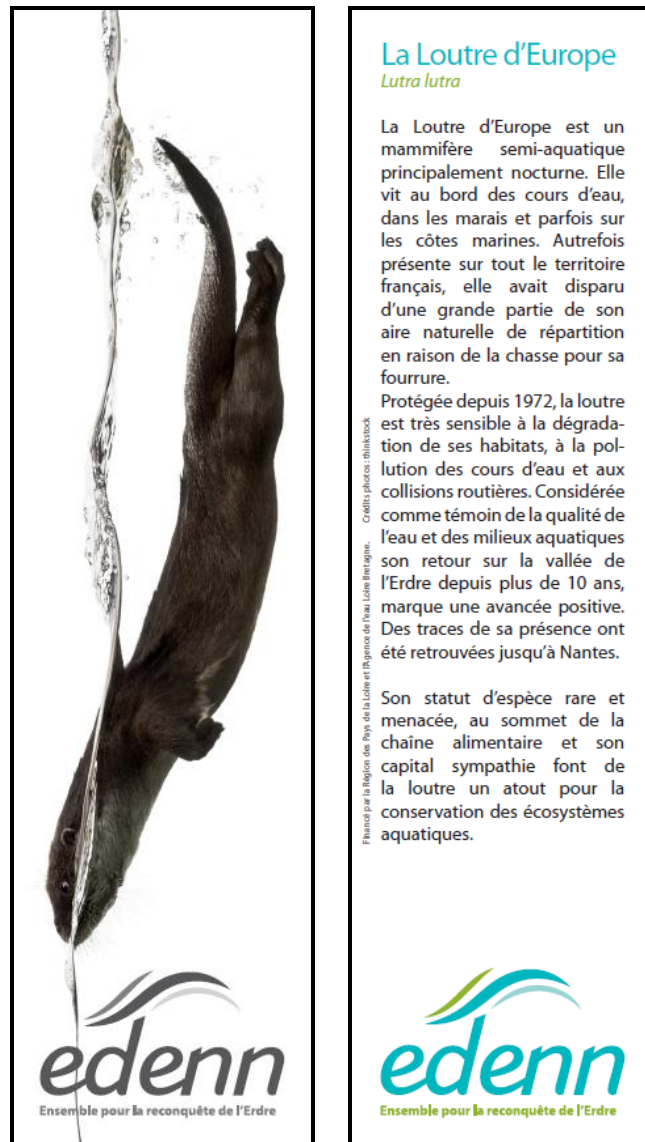 edenn
Ensemble pour la reconquête de l'Erdre
La Loutre d'Europe
Lutra lutra
La Loutre d'Europe est un
mammifère semi-aquatique
principalement nocturne. Elle
vit au bord des cours d'eau,
dans les marais et parfois sur
les côtes marines. Autrefois
présente sur tout le territoire
français, elle avait disparu
d'une grande partie de son
aire naturelle de répartition
en raison de la chasse pour sa
fourrure.
Protégée depuis 1972, la loutre
est très sensible à la dégrada-
tion de ses habitats, à la pol-
lution des cours d'eau et aux
collisions routières. Considérée
comme témoin de la qualité de
l'eau et des milieux aquatiques
son retour sur la vallée de
l'Erdre depuis plus de 10 ans,
marque une avancée positive.
Des traces de sa présence ont
été retrouvées jusqu'à Nantes.
Son statut d'espèce rare et
menacée, au sommet de la
chaîne alimentaire et son
capital sympathie font de
la loutre un atout pour la
conservation des écosystèmes
aquatiques.
Financé par la Région des Pays de la Loire et l'Agence de l'eau Loire Bretagne. Crédits photos : thinkstock
edenn
Ensemble pour la reconquête de l'Erdre